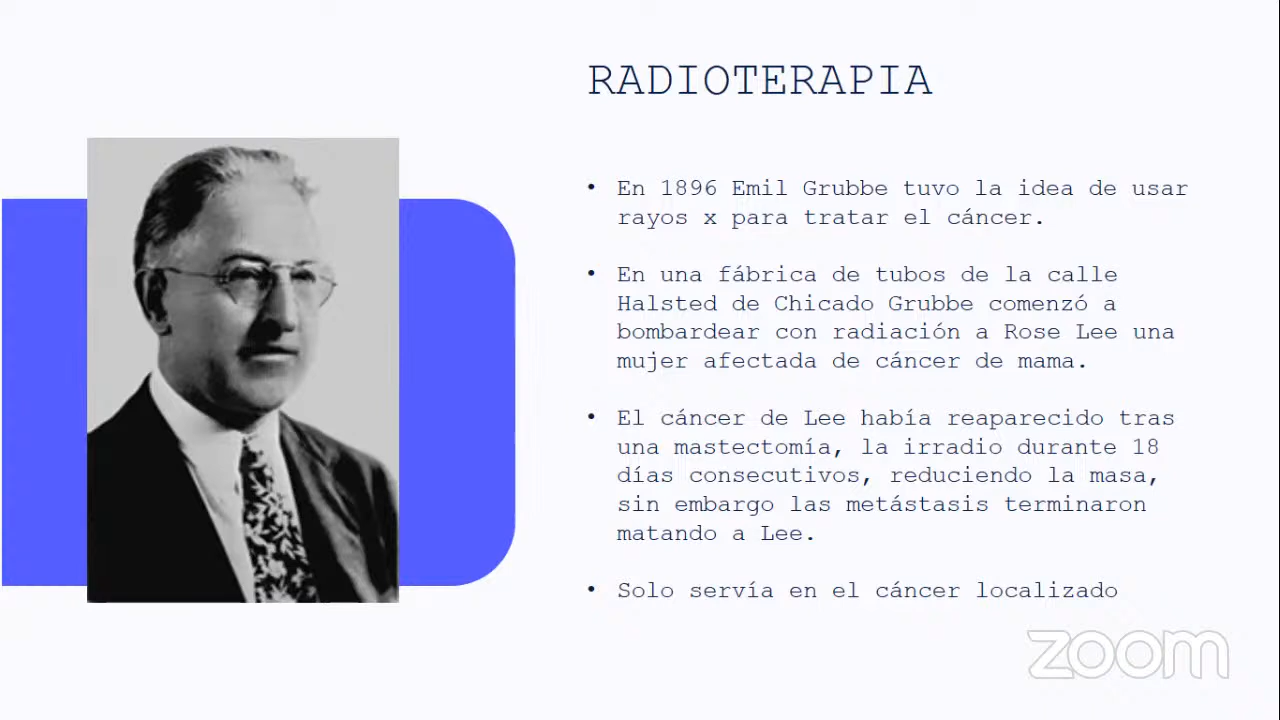 RADIOTERAPIA
• En 1896 Emil Grubbe tuvo la idea de usar
rayos x para tratar el cáncer.
• En una fábrica de tubos de la calle
Halsted de Chicado Grubbe comenzó a
bombardear con radiación a Rose Lee una
mujer afectada de cáncer de mama.
• El cáncer de Lee había reaparecido tras
una mastectomía, la irradio durante 18
días consecutivos, reduciendo la masa,
sin embargo las metástasis terminaron
matando a Lee.
• Solo servía en el cáncer localizado
zoom